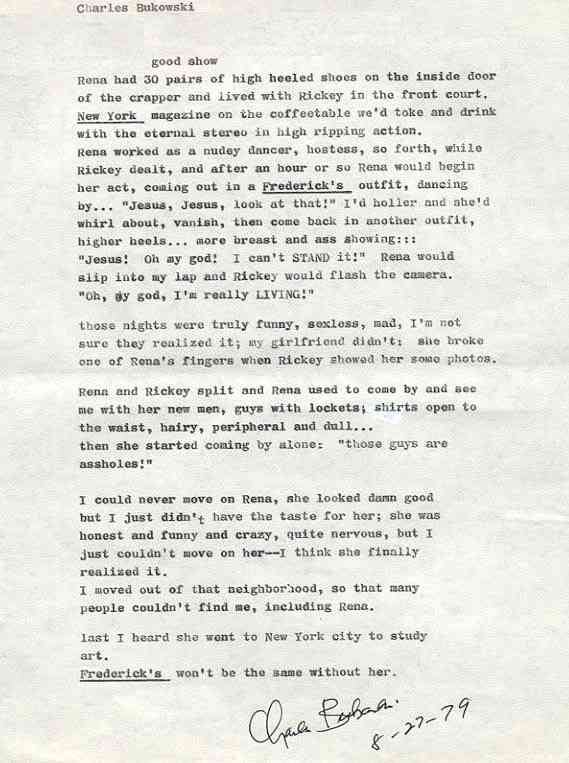 Charles Bukowski
good show
Rena had 30 pairs of high heeled shoes on the inside door
of the crapper and lived with Rickey in the front court.
New York magazine on the coffeetable we'd toke and drink
with the eternal stereo in high ripping action.
Rena worked as a nudey dancer, hostess, so forth, while
Rickey dealt, and after an hour or so Rena would begin
her act, coming out in a Frederick's outfit, dancing
by... "Jesus, Jesus, look at that!" I'd holler and she'd
whirl about, vanish, then come back in another outfit,
higher heels... more breast and ass showing:::
"Jesus! Oh my god! I can't STAND it!" Rena would
slip into my lap and Rickey would flash the camera.
"Oh, my god, I'm really LIVING!"
those nights were truly funny, sexless, mad, I'm not
sure they realized it; my girlfriend didn't: she broke
one of Rena's fingers when Rickey showed her some photos.
Rena and Rickey split and Rena used to come by and see
me with her new men, guys with lockets; shirts open to
the waist, hairy, peripheral and dull...
then she started coming by alone: "those guys are
assholes!"
I could never move on Rena, she looked damn good
but I just didn't have the taste for her; she was
honest and funny and crazy, quite nervous, but I
just couldn't move on her--I think she finally
realized it.
I moved out of that neighborhood, so that many
people couldn't find me, including Rena.
last I heard she went to New York city to study
art.
Frederick's won't be the same without her.
Charles Bukowski
8-27-79